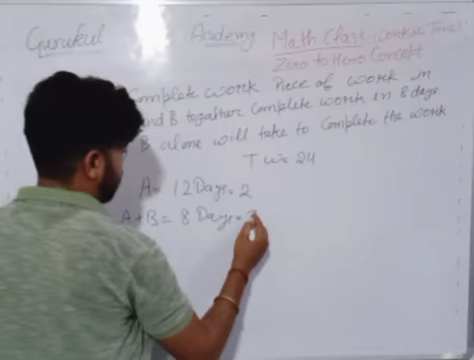 Gurukul Academy Math Class Work & Time
Zero to Hero Concept
Complete work Piece of work in
and B together Complete work in 8 days
B alone will take to Complete the work
T w = 24
A = 12 Days = 2
A+B = 8 Days = 3